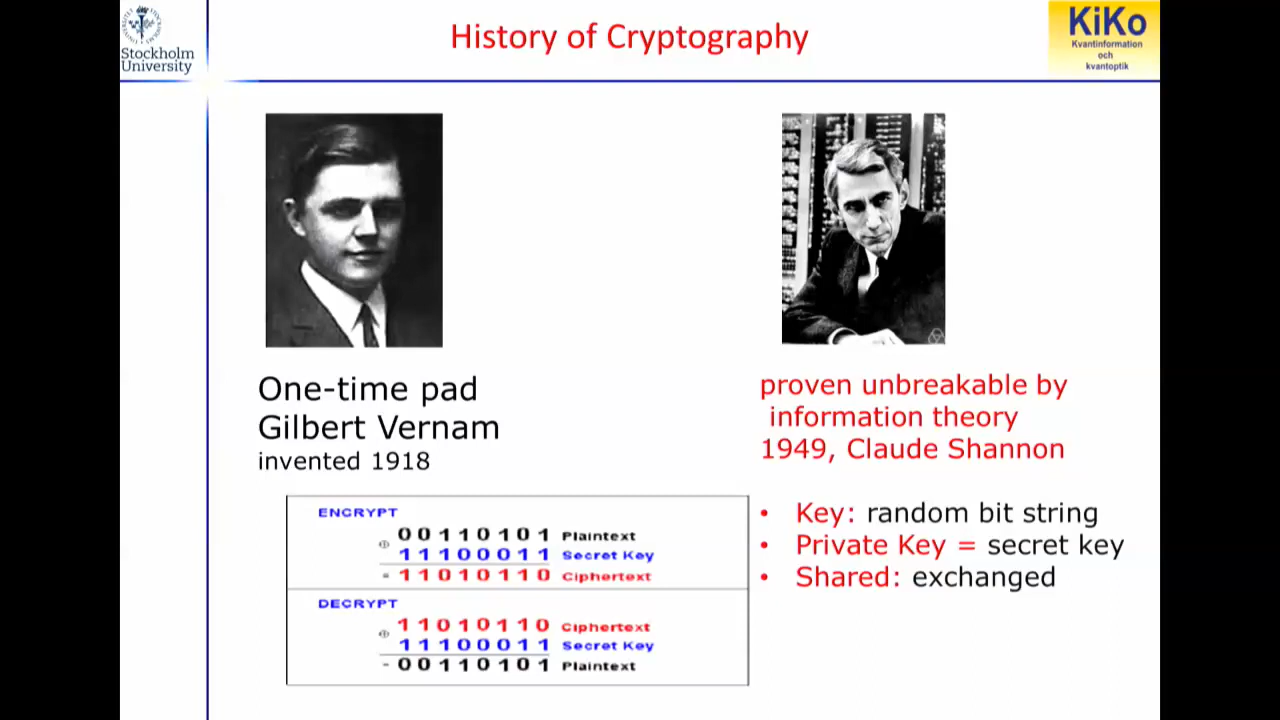 Stockholm
University
History of Cryptography
KiKo
Kvantinformation
och
kvantoptik
One-time pad
Gilbert Vernam
invented 1918
proven unbreakable by
information theory
1949, Claude Shannon
ENCRYPT
0 0 1 1 0 1 0 1 Plaintext
⊕ 1 1 1 0 0 0 1 1 Secret Key
= 1 1 0 1 0 1 1 0 Ciphertext
DECRYPT
1 1 0 1 0 1 1 0 Ciphertext
⊕ 1 1 1 0 0 0 1 1 Secret Key
- 0 0 1 1 0 1 0 1 Plaintext
• Key: random bit string
• Private Key = secret key
• Shared: exchanged